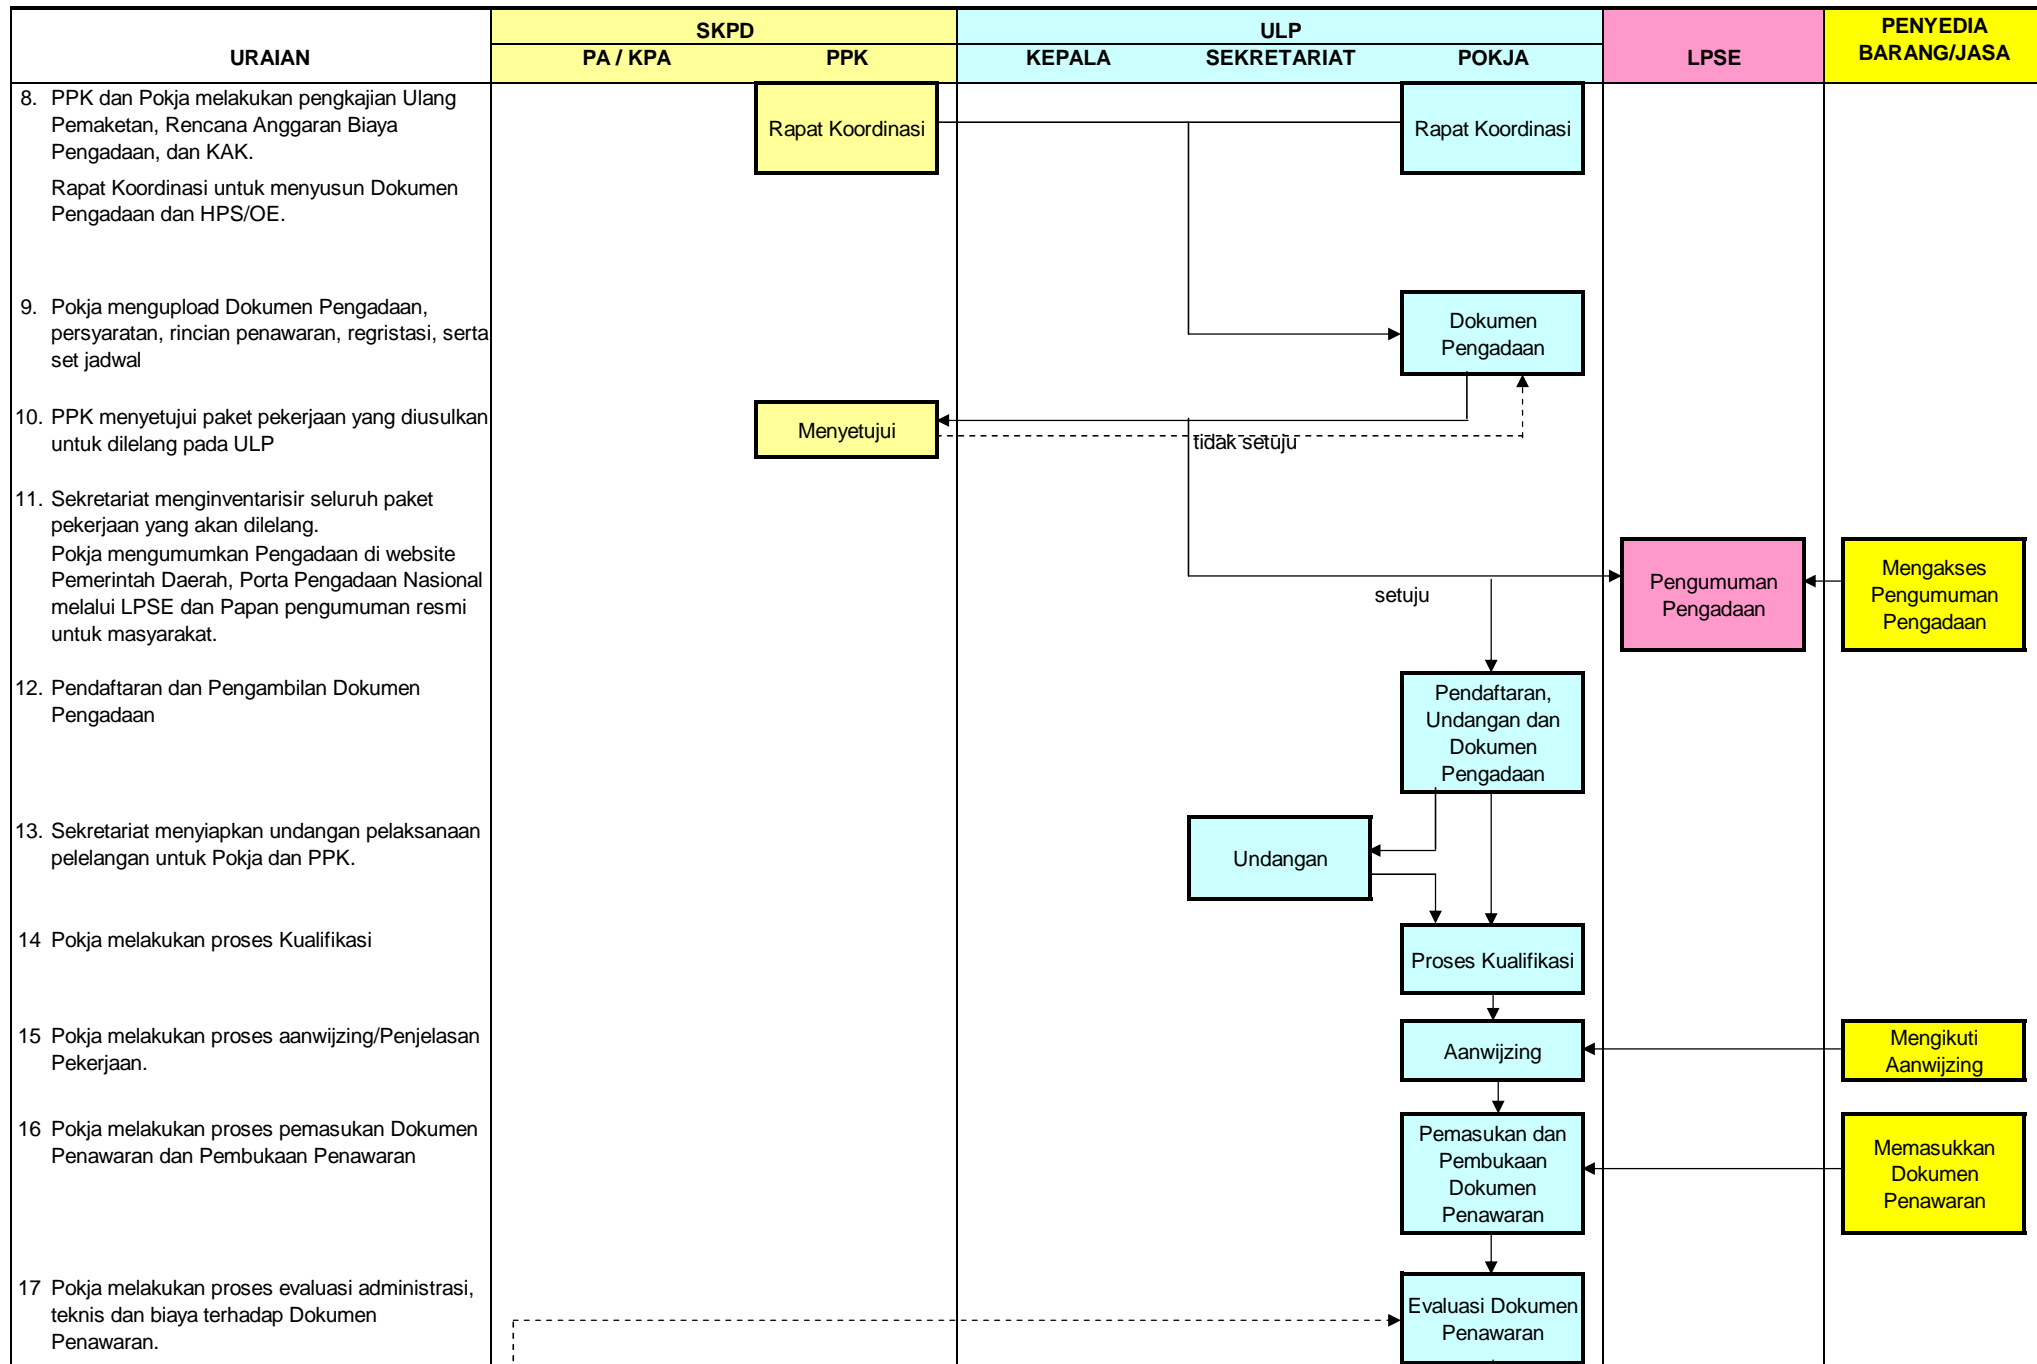 URAIAN
SKPD
PA / KPA
PPK
ULP
KEPALA
SEKRETARIAT
POKJA
LPSE
PENYEDIA
BARANG/JASA
8. PPK dan Pokja melakukan pengkajian Ulang
Pemaketan, Rencana Anggaran Biaya
Pengadaan, dan KAK.
Rapat Koordinasi untuk menyusun Dokumen
Pengadaan dan HPS/OE.
Rapat Koordinasi
Rapat Koordinasi
9. Pokja mengupload Dokumen Pengadaan,
persyaratan, rincian penawaran, regristasi, serta
set jadwal
Dokumen
Pengadaan
10. PPK menyetujui paket pekerjaan yang diusulkan
untuk dilelang pada ULP
Menyetujui
tidak setuju
11. Sekretariat menginventarisir seluruh paket
pekerjaan yang akan dilelang.
Pokja mengumumkan Pengadaan di website
Pemerintah Daerah, Porta Pengadaan Nasional
melalui LPSE dan Papan pengumuman resmi
untuk masyarakat.
setuju
Pengumuman
Pengadaan
Mengakses
Pengumuman
Pengadaan
12. Pendaftaran dan Pengambilan Dokumen
Pengadaan
Pendaftaran,
Undangan dan
Dokumen
Pengadaan
13. Sekretariat menyiapkan undangan pelaksanaan
pelelangan untuk Pokja dan PPK.
Undangan
14 Pokja melakukan proses Kualifikasi
Proses Kualifikasi
15 Pokja melakukan proses aanwijzing/Penjelasan
Pekerjaan.
Aanwijzing
Mengikuti
Aanwijzing
16 Pokja melakukan proses pemasukan Dokumen
Penawaran dan Pembukaan Penawaran
Pemasukan dan
Pembukaan
Dokumen
Penawaran
Memasukkan
Dokumen
Penawaran
17 Pokja melakukan proses evaluasi administrasi,
teknis dan biaya terhadap Dokumen
Penawaran.
Evaluasi Dokumen
Penawaran